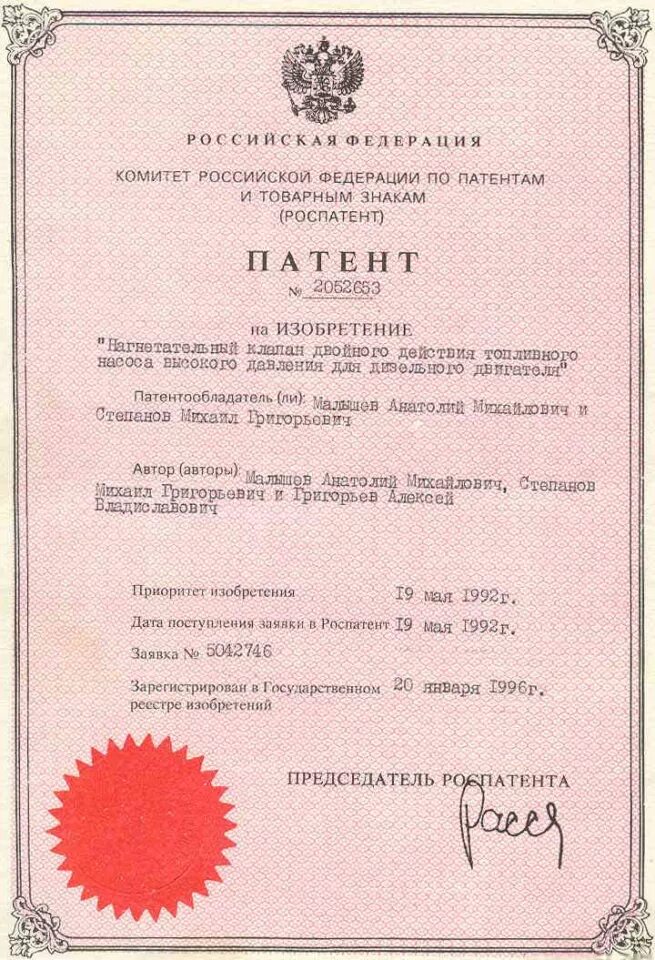 РОССИЙСКАЯ ФЕДЕРАЦИЯ
КОМИТЕТ РОССИЙСКОЙ ФЕДЕРАЦИИ ПО ПАТЕНТАМ
И ТОВАРНЫМ ЗНАКАМ
(РОСПАТЕНТ)
ПАТЕНТ
№ 2052653
на ИЗОБРЕТЕНИЕ
"Нагнетательный клапан двойного действия топливного
насоса высокого давления для дизельного двигателя"
Патентообладатель (ли): Малышев Анатолий Михайлович и
Степанов Михаил Григорьевич
Автор (авторы): Малышев Анатолий Михайлович, Степанов
Михаил Григорьевич и Григорьев Алексей
Владиславович
Приоритет изобретения 19 мая 1992г.
Дата поступления заявки в Роспатент 19 мая 1992г.
Заявка № 5042746
Зарегистрирован в Государственном 20 января 1996г.
реестре изобретений
ПРЕДСЕДАТЕЛЬ РОСПАТЕНТА